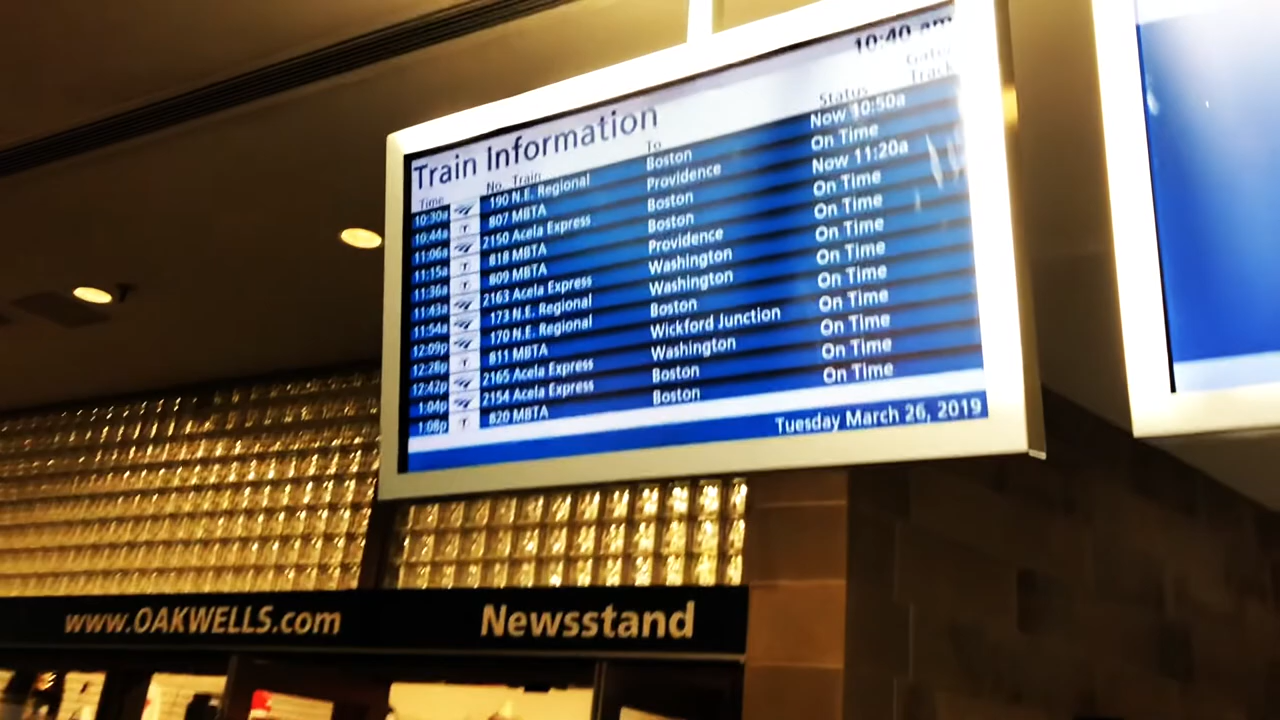 10:40 am
Train Information
Gate/
Track
Time No. Train To Status
10:30a 190 N.E. Regional Boston Now 10:50a
10:44a 807 MBTA Providence On Time
11:06a 2150 Acela Express Boston Now 11:20a
11:15a 818 MBTA Boston On Time
11:36a 809 MBTA Providence On Time
11:43a 2163 Acela Express Washington On Time
11:54a 173 N.E. Regional Washington On Time
12:09p 170 N.E. Regional Boston On Time
12:28p 811 MBTA Wickford Junction On Time
12:42p 2165 Acela Express Washington On Time
1:04p 2154 Acela Express Boston On Time
1:08p 820 MBTA Boston On Time
Tuesday March 26, 2019
www.OAKWELLS.com Newsstand